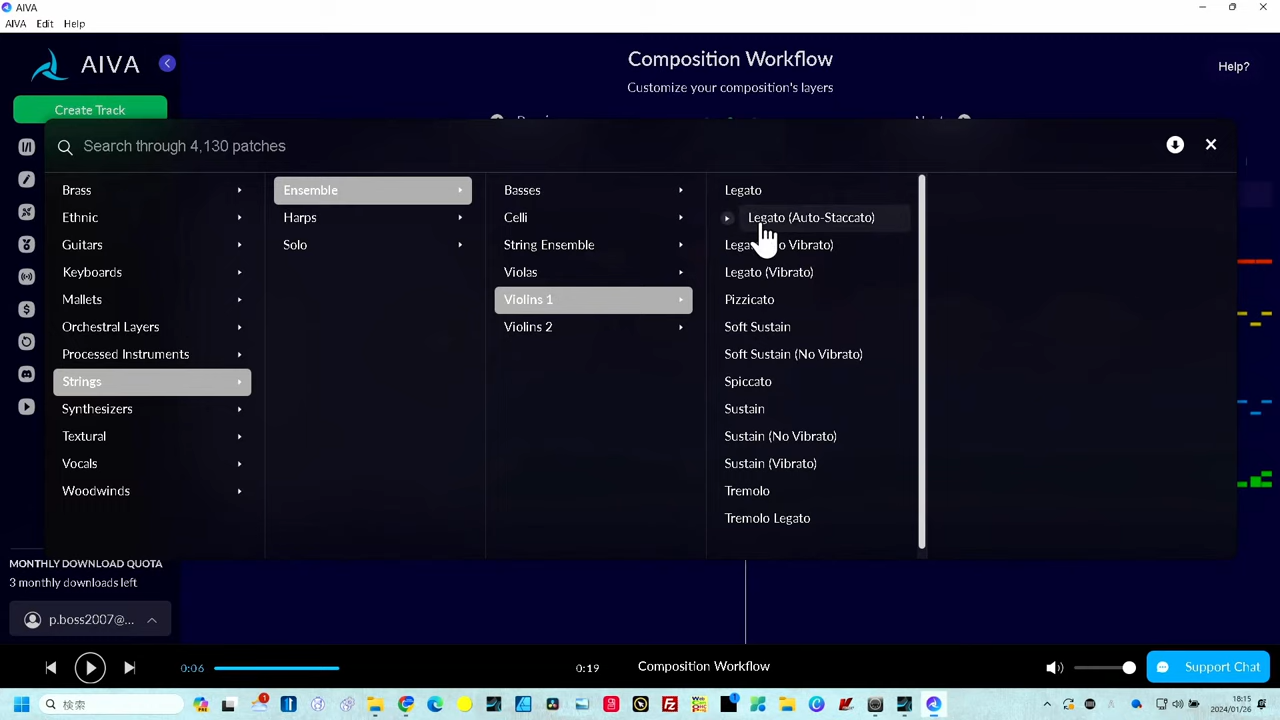 AIVA
AIVA Edit Help
AIVA
Create Track
Composition Workflow
Customize your composition's layers
Help?
Search through 4,130 patches
Brass
Ethnic
Guitars
Keyboards
Mallets
Orchestral Layers
Processed Instruments
Strings
Synthesizers
Textural
Vocals
Woodwinds
Ensemble
Harps
Solo
Basses
Celli
String Ensemble
Violas
Violins 1
Violins 2
Legato
Legato (Auto-Staccato)
Vibrato)
Legato (Vibrato)
Pizzicato
Soft Sustain
Soft Sustain (No Vibrato)
Spiccato
Sustain
Sustain (No Vibrato)
Sustain (Vibrato)
Tremolo
Tremolo Legato
MONTHLY DOWNLOAD QUOTA
3 monthly downloads left
p.boss2007@...
0:06
0:19
Composition Workflow
Support Chat
検索
18:15
2024/01/26